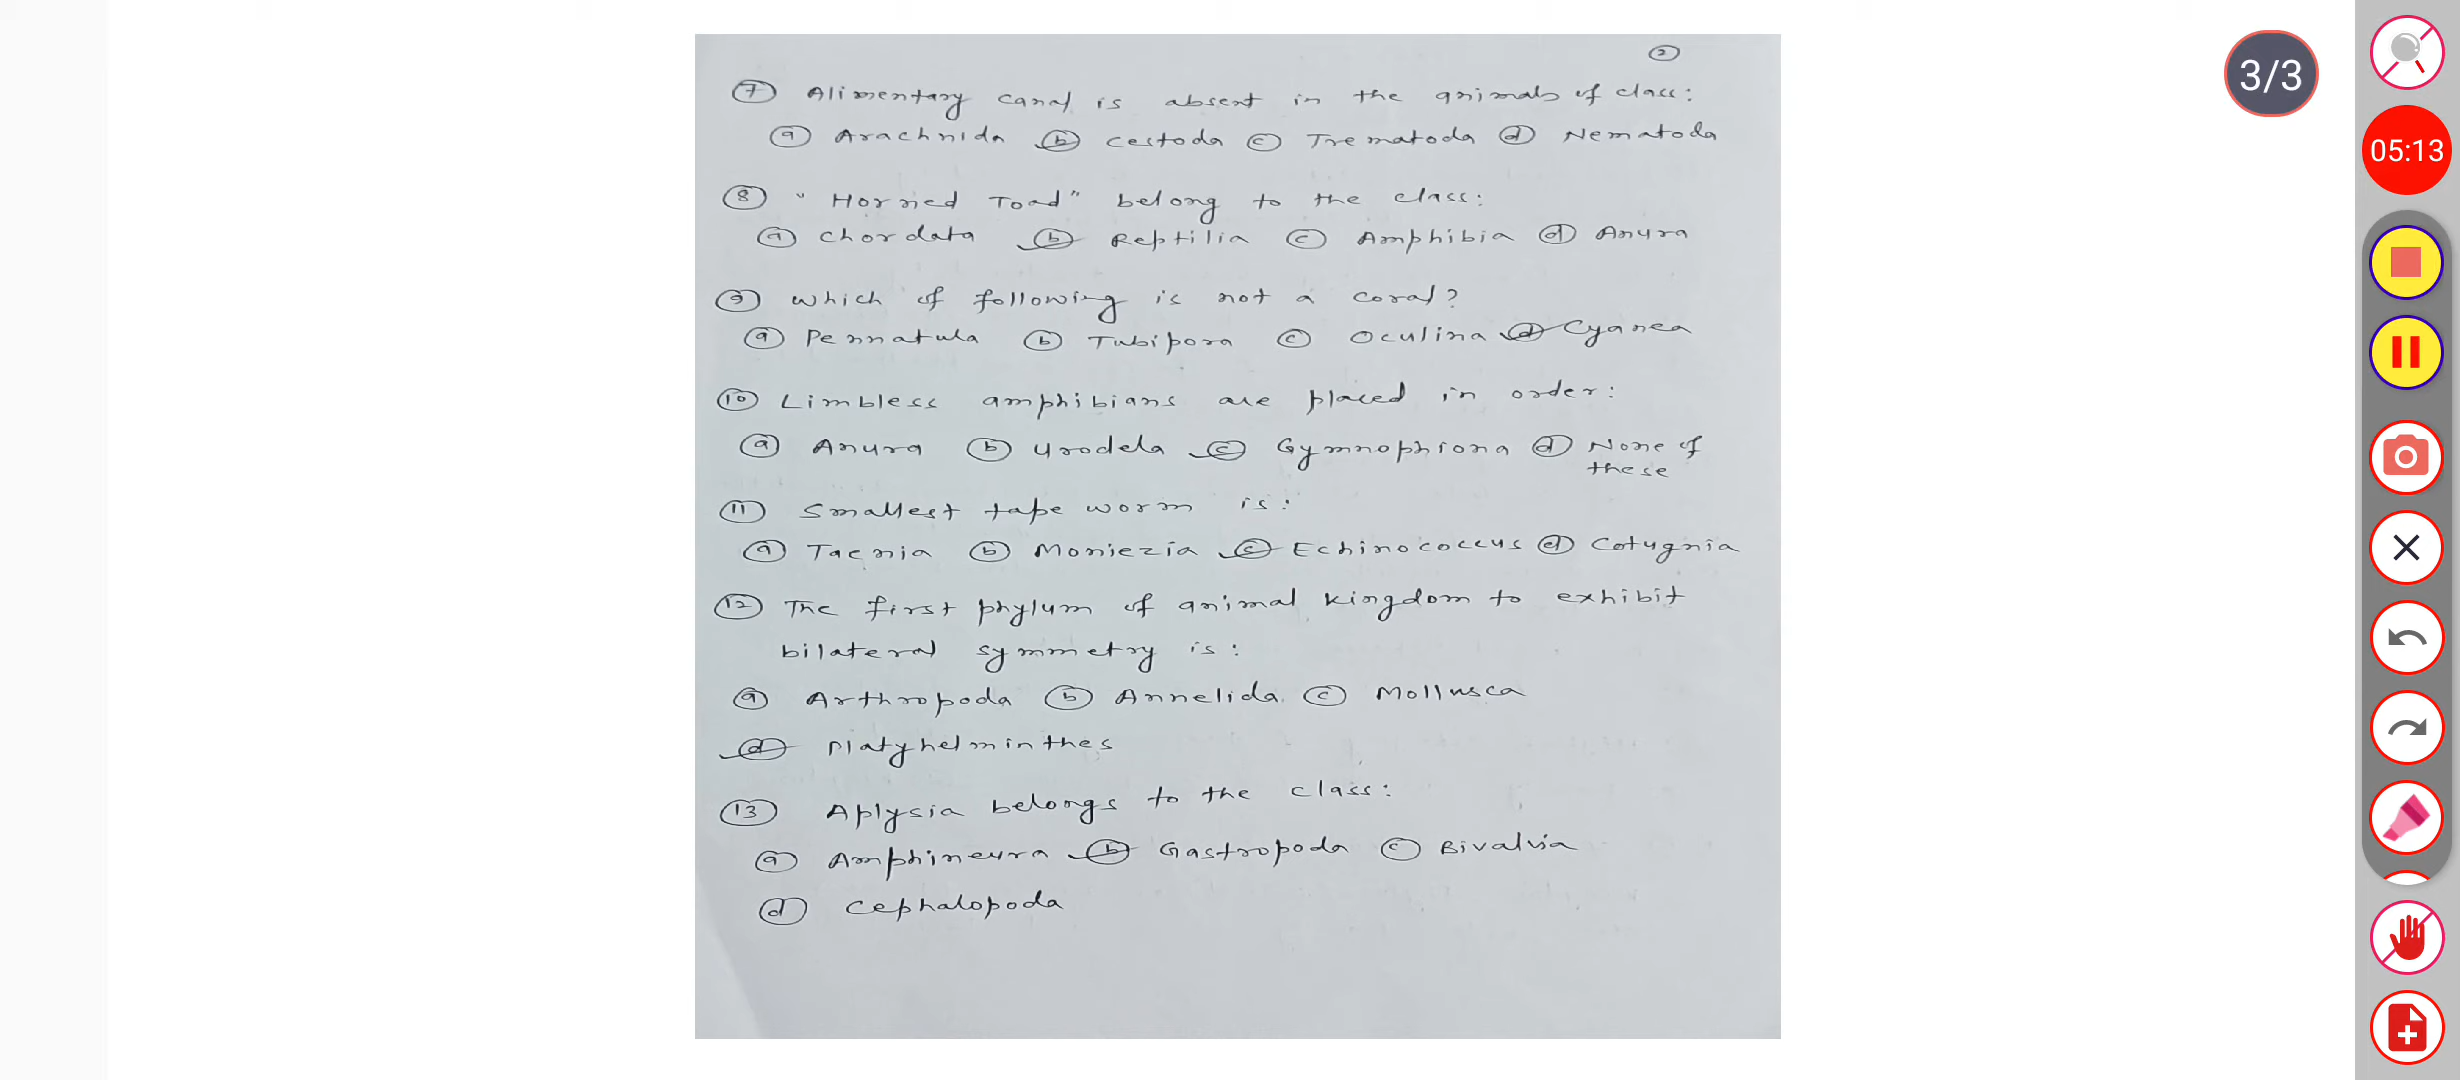 2
7 Alimentary canal is absent in the animals of class:
a Arachnida b Cestoda c Trematoda d Nematoda
8 "Horned Toad" belong to the class:
a chordata b Reptilia c Amphibia d Anura
9 which of following is not a coral?
a Pennatula b Tubipora c Oculina d Cyanea
10 Limbless amphibians are placed in order:
a Anura b Urodela c Gymnophiona d None of
these
11 Smallest tape worm is:
a Taenia b Moniezia c Echinococcus d Cotugnia
12 The first phylum of animal kingdom to exhibit
bilateral symmetry is:
a Arthropoda b Annelida c Mollusca
d Platyhelminthes
13 Aplysia belongs to the class:
a Amphineura b Gastropoda c Bivalvia
d Cephalopoda
3/3
05:13